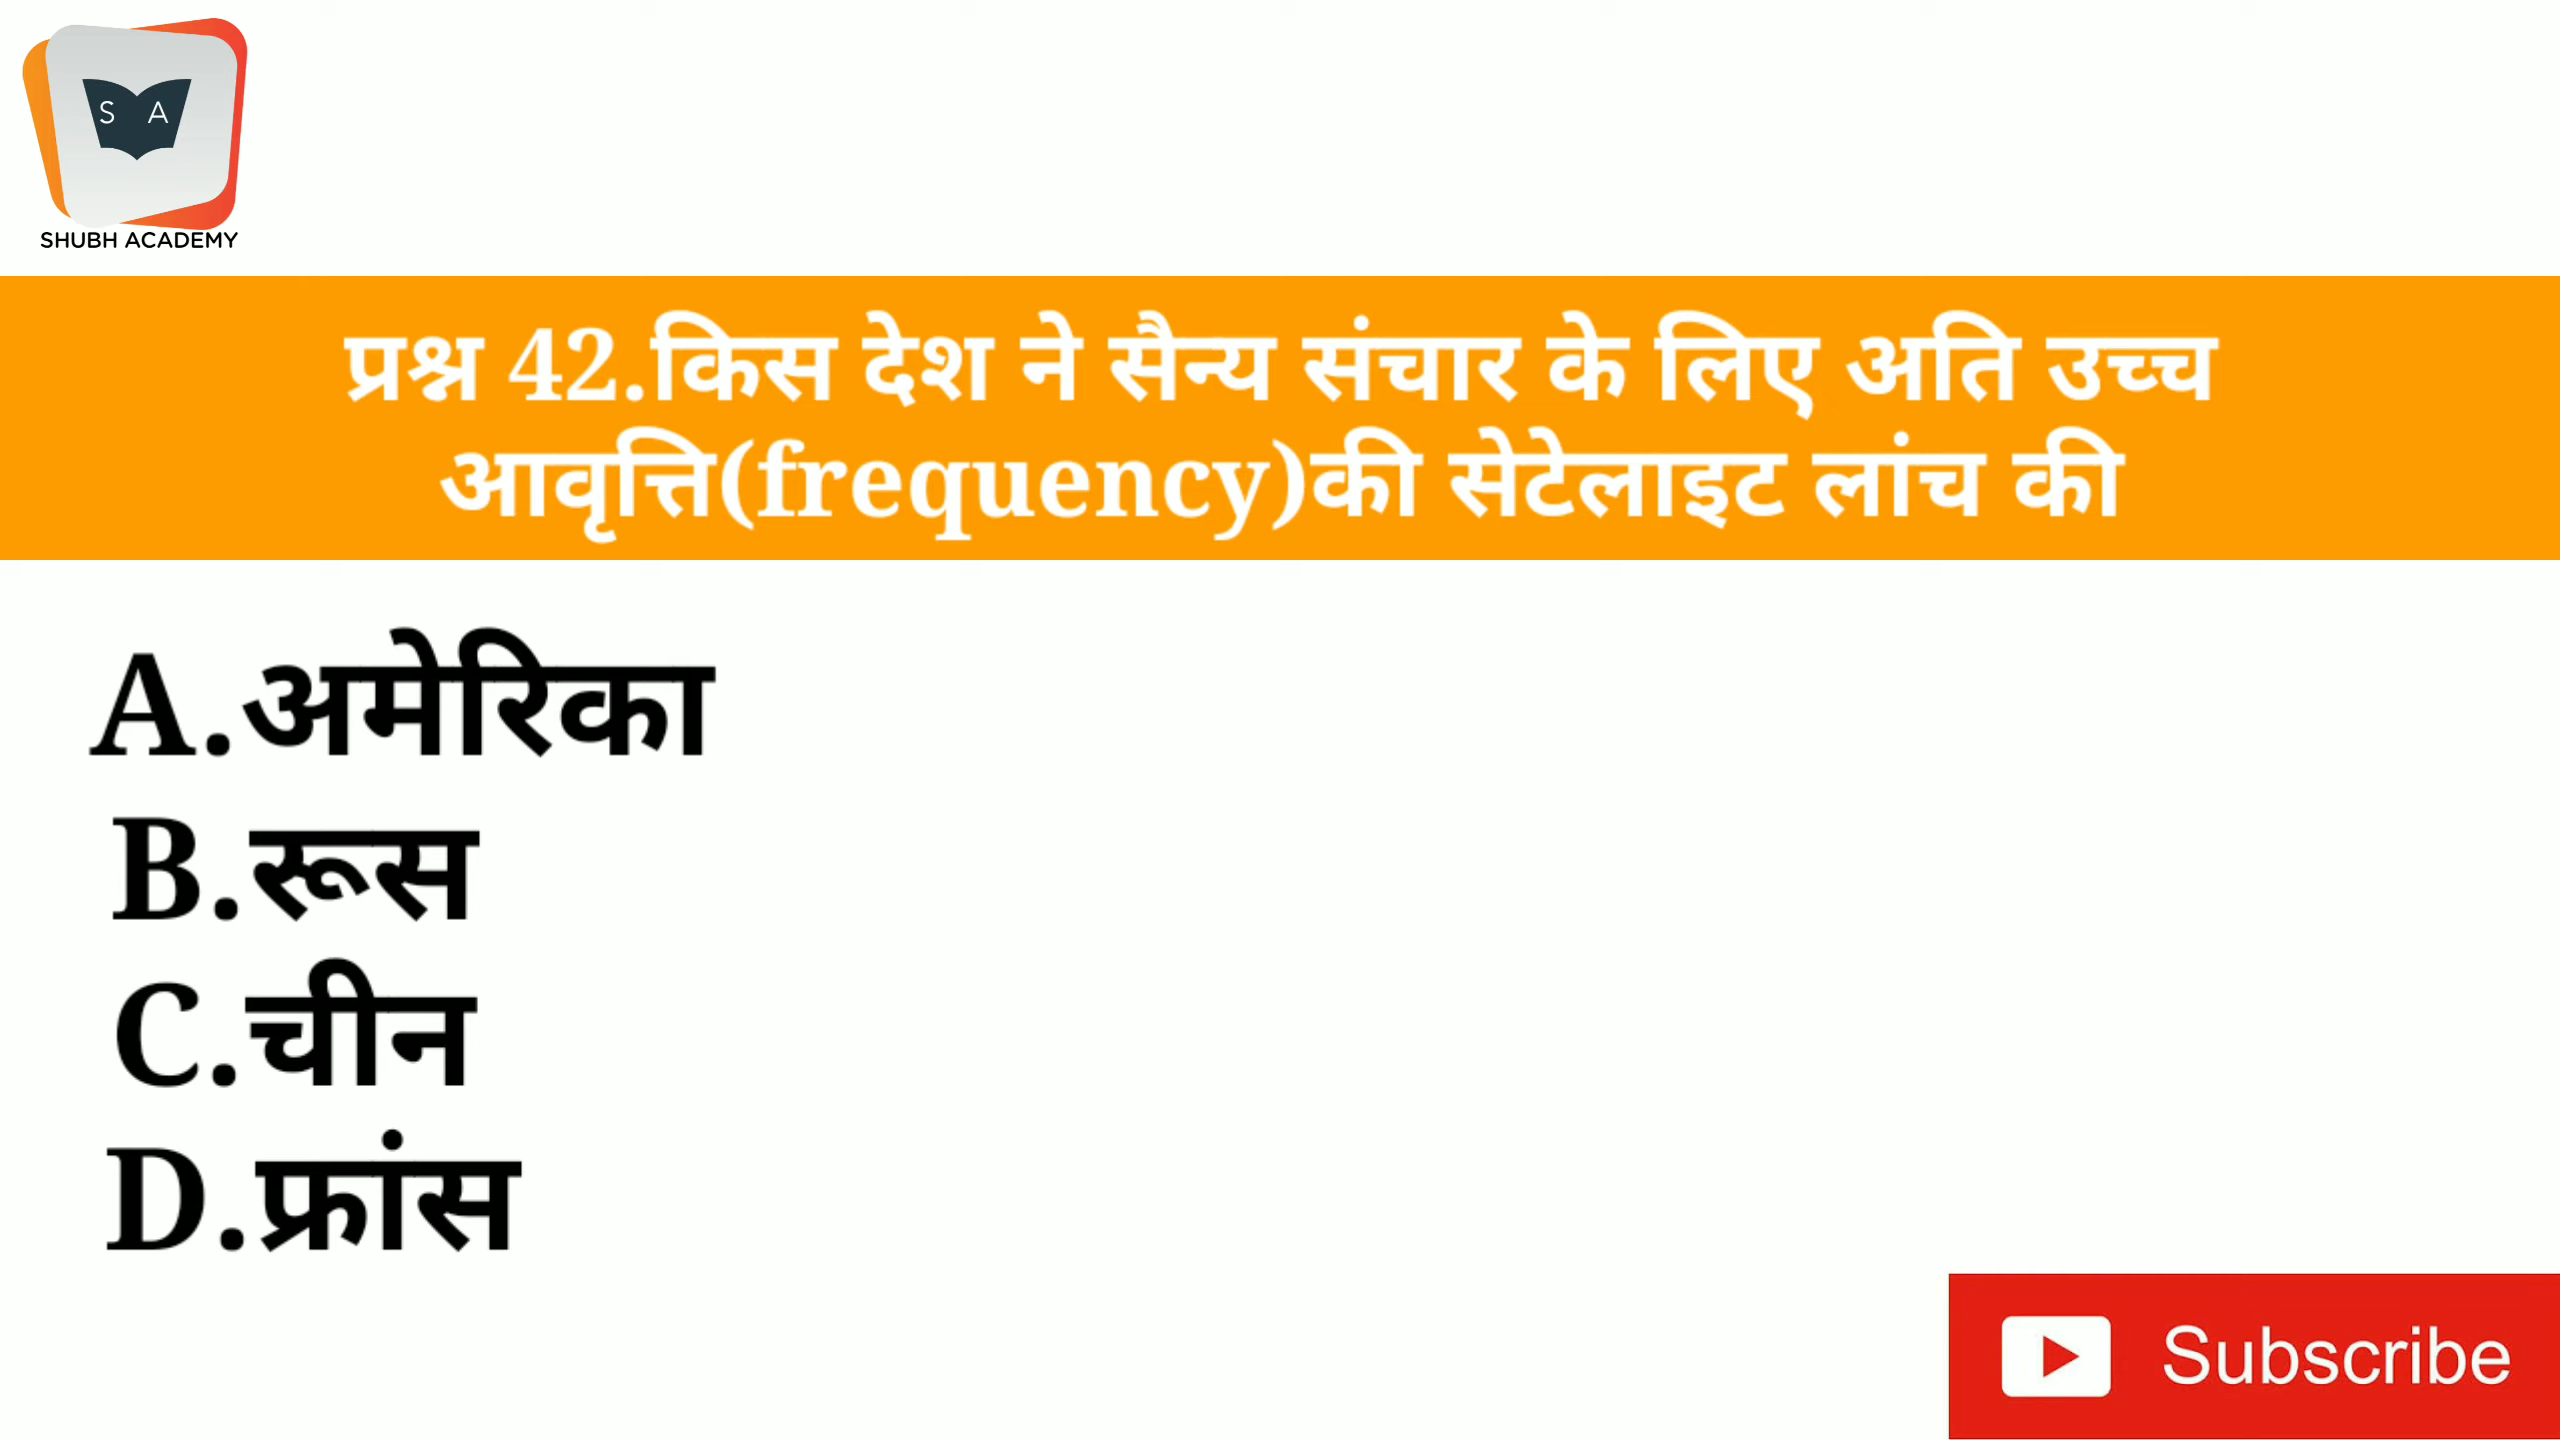 S A
SHUBH ACADEMY
प्रश्न 42.किस देश ने सैन्य संचार के लिए अति उच्च
आवृत्ति(frequency)की सेटेलाइट लांच की
A.अमेरिका
B.रूस
C.चीन
D.फ्रांस
Subscribe